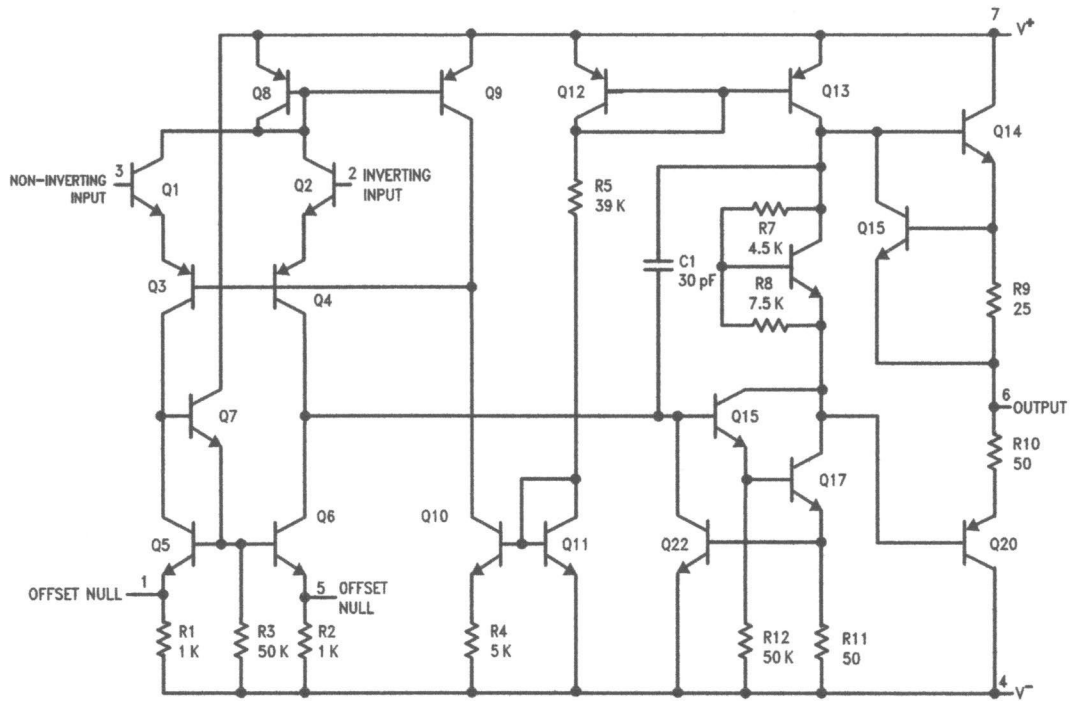 7
V+
Q8
Q9
Q12
Q13
Q14
3
NON-INVERTING
INPUT
Q1
Q2
2 INVERTING
INPUT
R5
39 K
R7
4.5 K
Q15
Q3
Q4
C1
30 pF
R8
7.5 K
R9
25
Q7
Q15
6
OUTPUT
R10
50
Q17
Q5
Q6
Q10
Q11
Q22
Q20
OFFSET NULL
1
5
OFFSET
NULL
R1
1 K
R3
50 K
R2
1 K
R4
5 K
R12
50 K
R11
50
4
V-